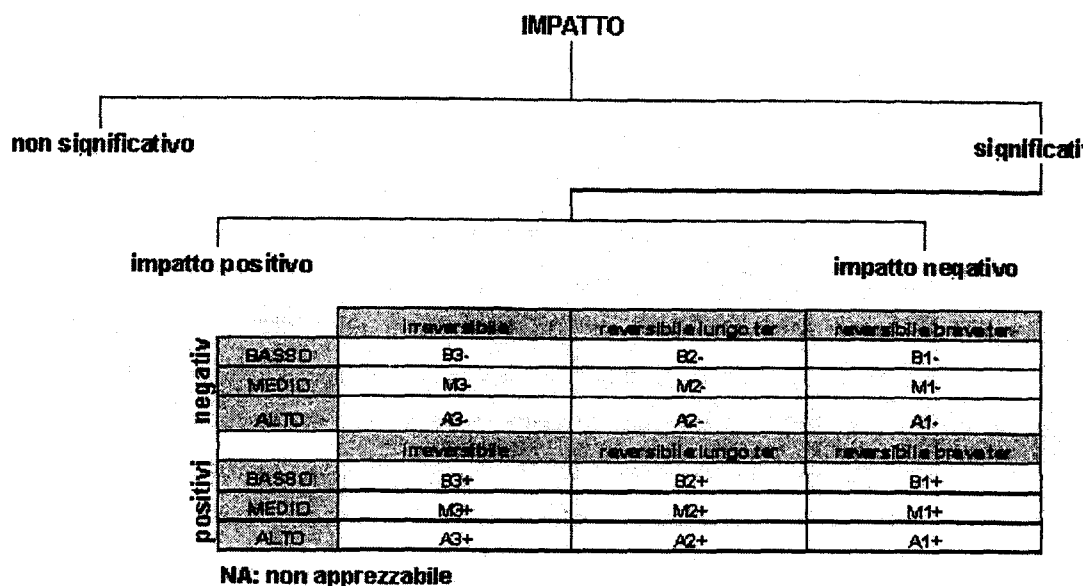 IMPATTO
non significativo significati
impatto positivo impatto negativo
irreversibile reversibile lungo ter reversibile breve ter
negativ
BASSO B3- B2- B1-
MEDIO M3- M2- M1-
ALTO A3- A2- A1-
irreversibile reversibile lungo ter reversibile breve ter
positivi
BASSO B3+ B2+ B1+
MEDIO M3+ M2+ M1+
ALTO A3+ A2+ A1+
NA: non apprezzabile